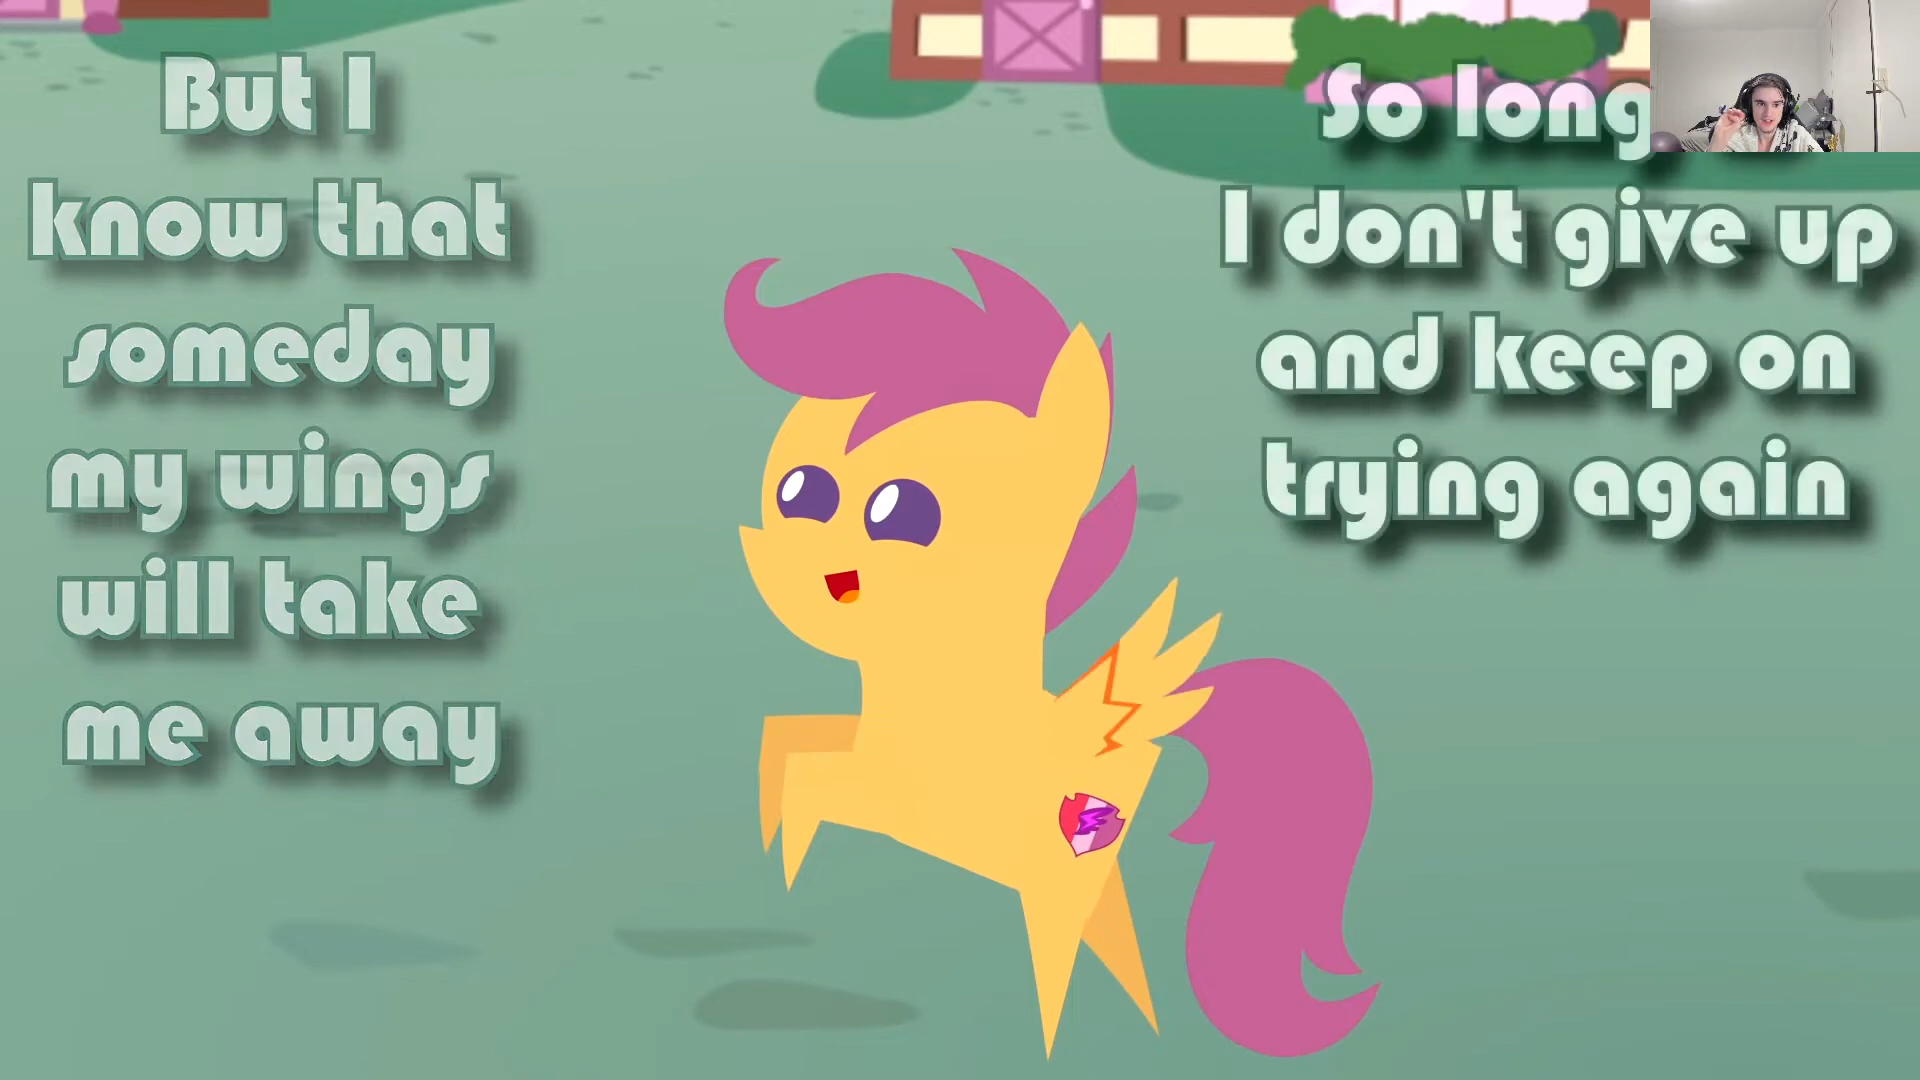 But I
know that
someday
my wings
will take
me away
So long
I don't give up
and keep on
trying again